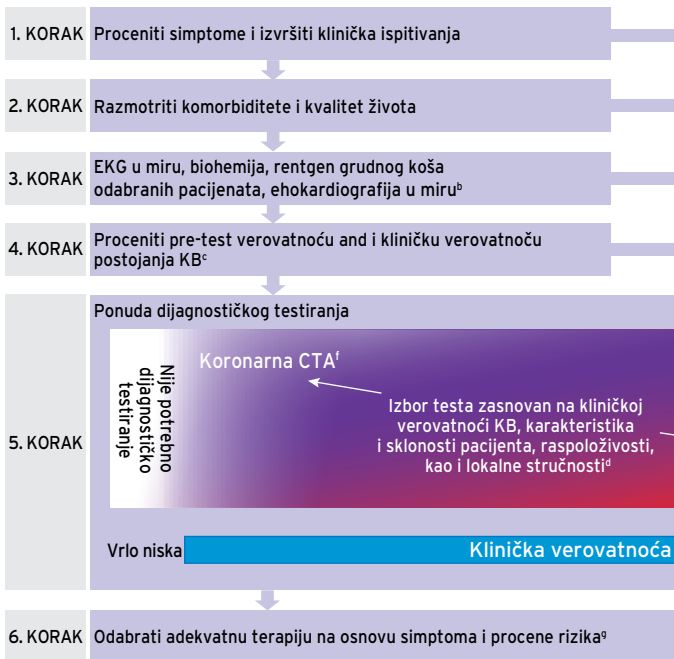 1. KORAK Proceniti simptome i izvršiti klinička ispitivanja
2. KORAK Razmotriti komorbiditete i kvalitet života
3. KORAK EKG u miru, biohemija, rentgen grudnog koša
odabranih pacijenata, ehokardiografija u miruᵇ
4. KORAK Proceniti pre-test verovatnoću and i kliničku verovatnoču
postojanja KBᶜ
5. KORAK Ponuda dijagnostičkog testiranja
Nije potrebno
dijagnostičko
testiranje
Koronarna CTAᶠ
Izbor testa zasnovan na kliničkoj
verovatnoći KB, karakteristika
i sklonosti pacijenta, raspoloživosti,
kao i lokalne stručnostiᵈ
Vrlo niska
Klinička verovatnoća
6. KORAK Odabrati adekvatnu terapiju na osnovu simptoma i procene rizikaᵍ